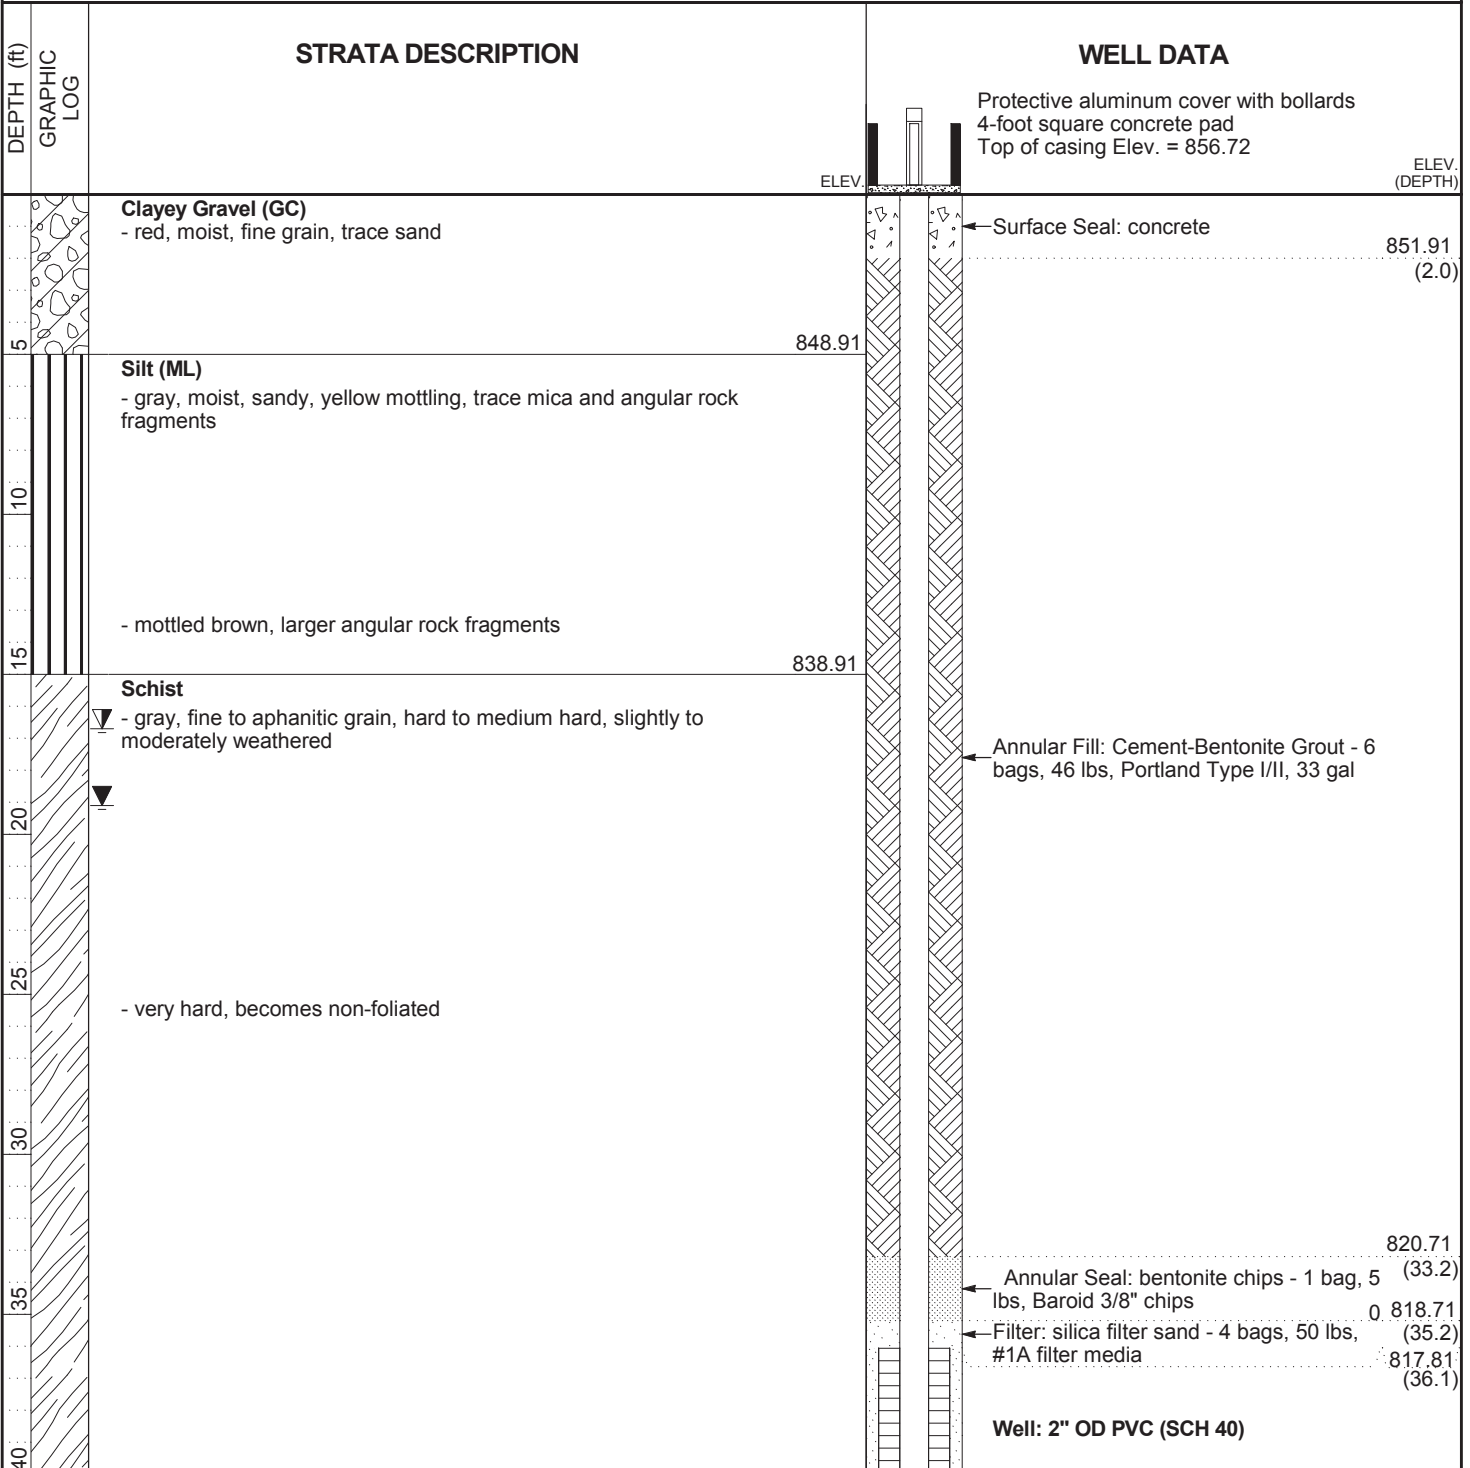 DEPTH (ft)
GRAPHIC
LOG
STRATA DESCRIPTION
ELEV.
WELL DATA
Protective aluminum cover with bollards
4-foot square concrete pad
Top of casing Elev. = 856.72
ELEV.
(DEPTH)
Clayey Gravel (GC)
- red, moist, fine grain, trace sand
Surface Seal: concrete
851.91
(2.0)
5
848.91
Silt (ML)
- gray, moist, sandy, yellow mottling, trace mica and angular rock
fragments
10
- mottled brown, larger angular rock fragments
15
838.91
Schist
- gray, fine to aphanitic grain, hard to medium hard, slightly to
moderately weathered
Annular Fill: Cement-Bentonite Grout - 6
bags, 46 lbs, Portland Type I/II, 33 gal
20
25
- very hard, becomes non-foliated
30
820.71
(33.2)
Annular Seal: bentonite chips - 1 bag, 5
lbs, Baroid 3/8" chips
0 818.71
35
(35.2)
Filter: silica filter sand - 4 bags, 50 lbs,
#1A filter media
817.81
(36.1)
Well: 2" OD PVC (SCH 40)
40